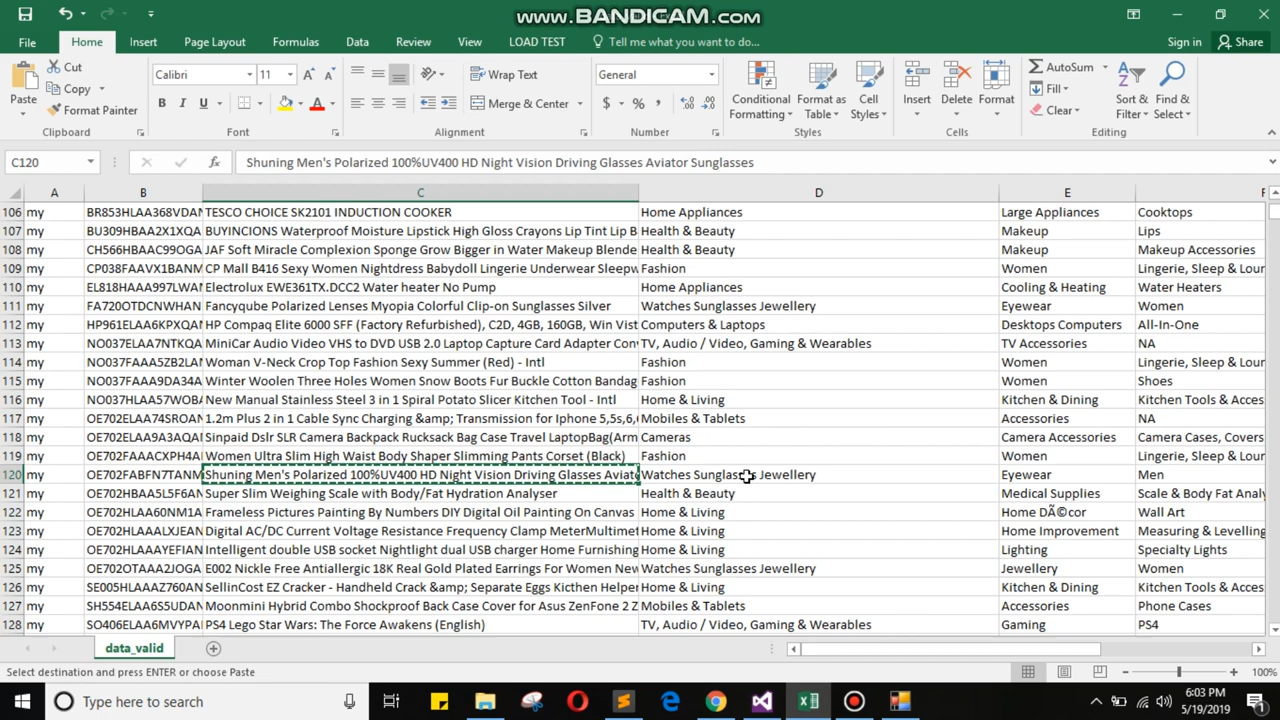 www.BANDICAM.com
File Home Insert Page Layout Formulas Data Review View LOAD TEST Tell me what you want to do... Sign in Share
Paste Cut Copy Format Painter Clipboard
Calibri 11 B I U A Font
Wrap Text Merge & Center Alignment
General $ % , Number
Conditional Formatting Format as Table Cell Styles Styles
Insert Delete Format Cells
AutoSum Fill Clear Sort & Filter Find & Select Editing
C120 fx Shuning Men's Polarized 100%UV400 HD Night Vision Driving Glasses Aviator Sunglasses
A B C D E F
106 my BR853HLAA368VDAN TESCO CHOICE SK2101 INDUCTION COOKER Home Appliances Large Appliances Cooktops
107 my BU309HBAA2X1XQA BUYINCIONS Waterproof Moisture Lipstick High Gloss Crayons Lip Tint Lip B Health & Beauty Makeup Lips
108 my CH566HBAAC99OGA JAF Soft Miracle Complexion Sponge Grow Bigger in Water Makeup Blende Health & Beauty Makeup Makeup Accessories
109 my CP038FAAVX1BANM CP Mall B416 Sexy Women Nightdress Babydoll Lingerie Underwear Sleepw Fashion Women Lingerie, Sleep & Lour
110 my EL818HAAA997LWAN Electrolux EWE361TX.DCC2 Water heater No Pump Home Appliances Cooling & Heating Water Heaters
111 my FA720OTDCNWHAN Fancyqube Polarized Lenses Myopia Colorful Clip-on Sunglasses Silver Watches Sunglasses Jewellery Eyewear Women
112 my HP961ELAA6KPXQAN HP Compaq Elite 6000 SFF (Factory Refurbished), C2D, 4GB, 160GB, Win Vist Computers & Laptops Desktops Computers All-In-One
113 my NO037ELAA7NTKQA MiniCar Audio Video VHS to DVD USB 2.0 Laptop Capture Card Adapter Con TV, Audio / Video, Gaming & Wearables TV Accessories NA
114 my NO037FAAA5ZB2LAN Woman V-Neck Crop Top Fashion Sexy Summer (Red) - Intl Fashion Women Lingerie, Sleep & Lour
115 my NO037FAAA9DA34A Winter Woolen Three Holes Women Snow Boots Fur Buckle Cotton Bandag Fashion Women Shoes
116 my NO037HLAA57WOBA New Manual Stainless Steel 3 in 1 Spiral Potato Slicer Kitchen Tool - Intl Home & Living Kitchen & Dining Kitchen Tools & Acces
117 my OE702ELAA74SROAN 1.2m Plus 2 in 1 Cable Sync Charging &amp; Transmission for Iphone 5,5s,6, Mobiles & Tablets Accessories NA
118 my OE702ELAA9A3AQAI Sinpaid Dslr SLR Camera Backpack Rucksack Bag Case Travel LaptopBag(Arm Cameras Camera Accessories Camera Cases, Covers
119 my OE702FAAACXPH4AI Women Ultra Slim High Waist Body Shaper Slimming Pants Corset (Black) Fashion Women Lingerie, Sleep & Lour
120 my OE702FABFN7TANM Shuning Men's Polarized 100%UV400 HD Night Vision Driving Glasses Aviato Watches Sunglasses Jewellery Eyewear Men
121 my OE702HBAA5L5F6AN Super Slim Weighing Scale with Body/Fat Hydration Analyser Health & Beauty Medical Supplies Scale & Body Fat Analy
122 my OE702HLAA60NM1A Frameless Pictures Painting By Numbers DIY Digital Oil Painting On Canvas Home & Living Home DÃ©cor Wall Art
123 my OE702HLAAALXJEAN Digital AC/DC Current Voltage Resistance Frequency Clamp MeterMultimet Home & Living Home Improvement Measuring & Levelling
124 my OE702HLAAAYEFIAN Intelligent double USB socket Nightlight dual USB charger Home Furnishing Home & Living Lighting Specialty Lights
125 my OE702OTAAA2JOGA E002 Nickle Free Antiallergic 18K Real Gold Plated Earrings For Women New Watches Sunglasses Jewellery Jewellery Women
126 my SE005HLAAAZ760AN SellinCost EZ Cracker - Handheld Crack &amp; Separate Eggs Kicthen Helper Home & Living Kitchen & Dining Kitchen Tools & Acces
127 my SH554ELAA6S5UDAN Moonmini Hybrid Combo Shockproof Back Case Cover for Asus ZenFone 2 Z Mobiles & Tablets Accessories Phone Cases
128 my SO406ELAA6MVYPAI PS4 Lego Star Wars: The Force Awakens (English) TV, Audio / Video, Gaming & Wearables Gaming PS4
data_valid
Select destination and press ENTER or choose Paste 100%
Type here to search 6:03 PM
5/19/2019